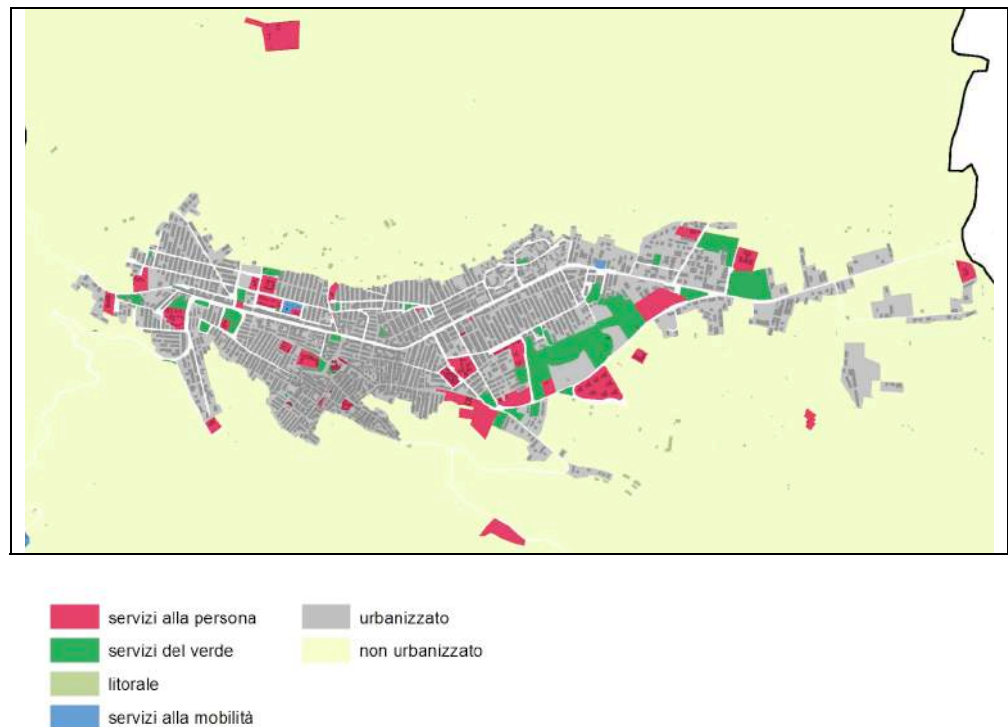 servizi alla persona
servizi del verde
litorale
servizi alla mobilità
urbanizzato
non urbanizzato